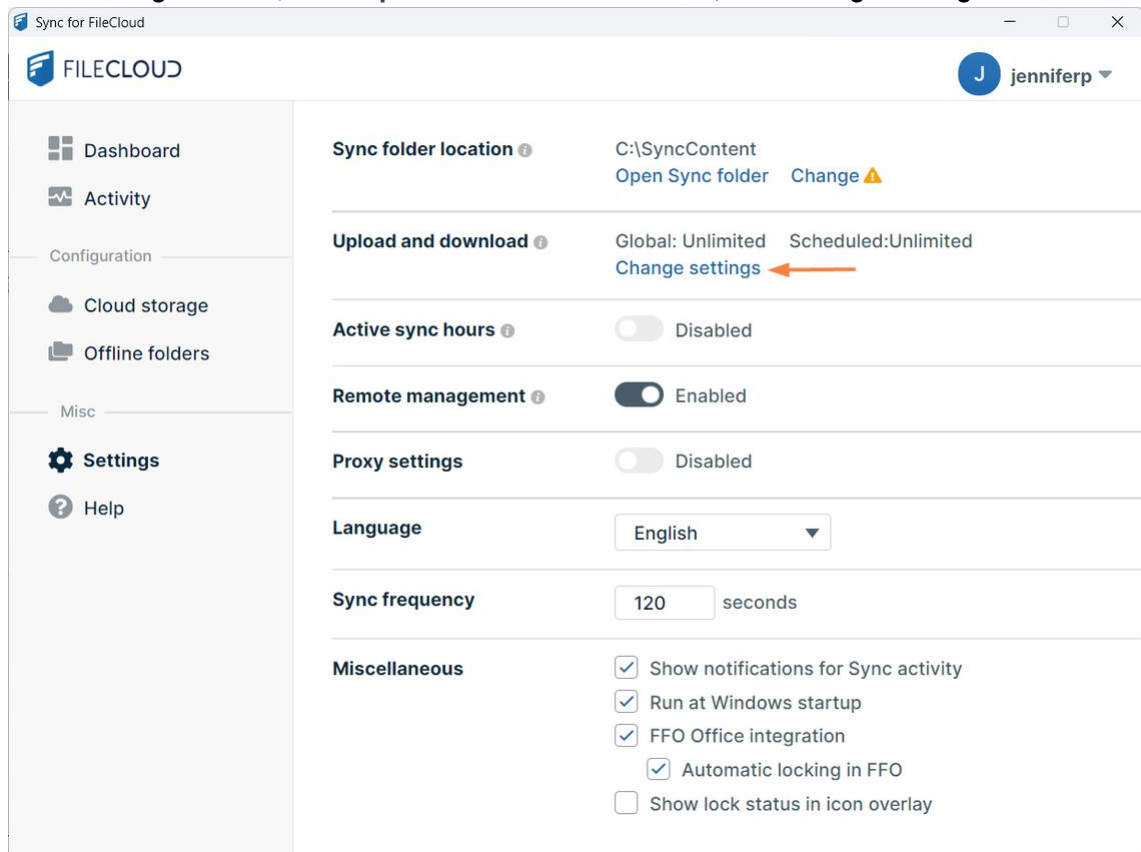 Sync for FileCloud
FILECLOUD
J jenniferp
Dashboard
Activity
Configuration
Cloud storage
Offline folders
Misc
Settings
Help
Sync folder location
C:\SyncContent
Open Sync folder Change
Upload and download
Global: Unlimited Scheduled:Unlimited
Change settings
Active sync hours
Disabled
Remote management
Enabled
Proxy settings
Disabled
Language
English
Sync frequency
120 seconds
Miscellaneous
Show notifications for Sync activity
Run at Windows startup
FFO Office integration
Automatic locking in FFO
Show lock status in icon overlay